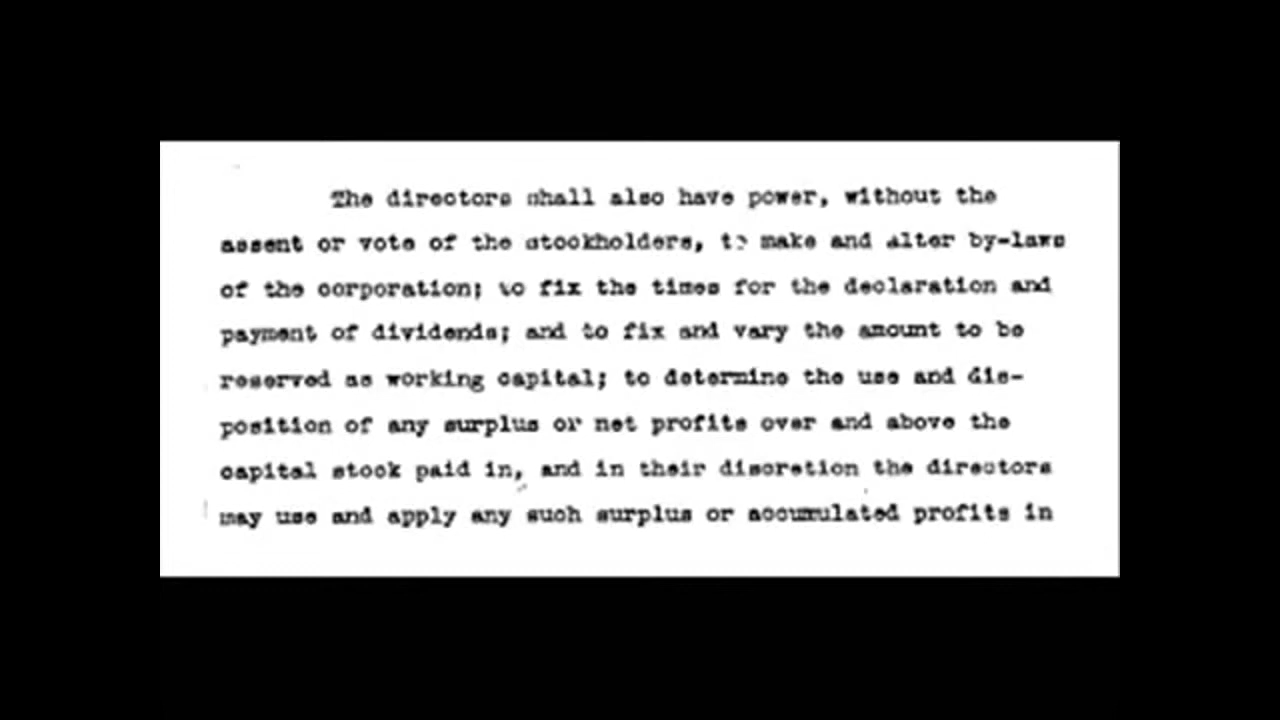 The directors shall also have power, without the
assent or vote of the stockholders, to make and alter by-laws
of the corporation; to fix the times for the declaration and
payment of dividends; and to fix and vary the amount to be
reserved as working capital; to determine the use and dis-
position of any surplus or net profits over and above the
capital stock paid in, and in their discretion the directors
may use and apply any such surplus or accumulated profits in